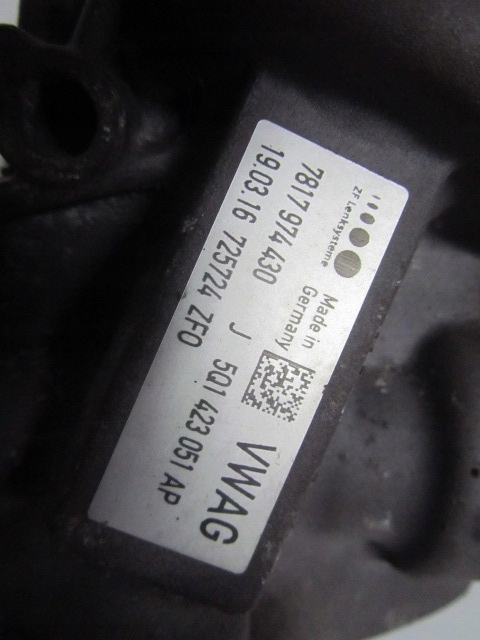 ZF Lenksysteme
Made in
Germany
VWAG
7817 974 430 J 5Q1 423 051 AP
19.03.16 725724 ZFO